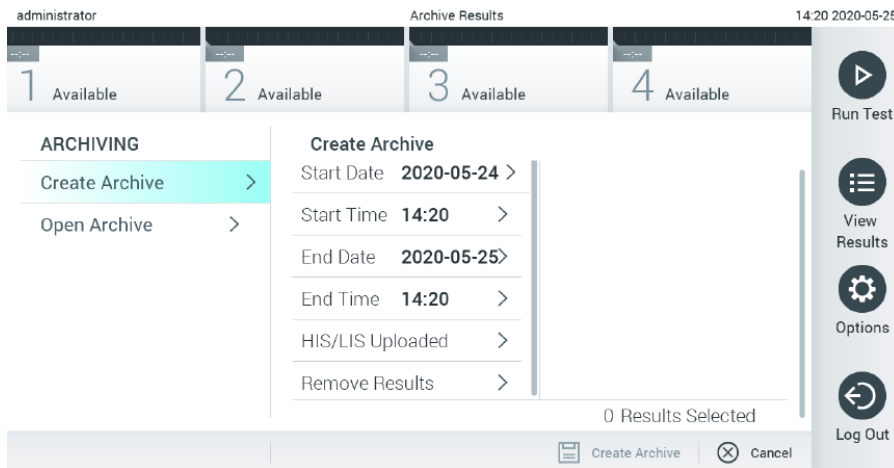 administrator Archive Results 14:20 2020-05-25
--:-- --:-- --:-- --:--
1 Available 2 Available 3 Available 4 Available
Run Test
ARCHIVING
Create Archive
Open Archive
Create Archive
Start Date 2020-05-24
Start Time 14:20
End Date 2020-05-25
End Time 14:20
HIS/LIS Uploaded
Remove Results
0 Results Selected
View
Results
Options
Log Out
Create Archive Cancel